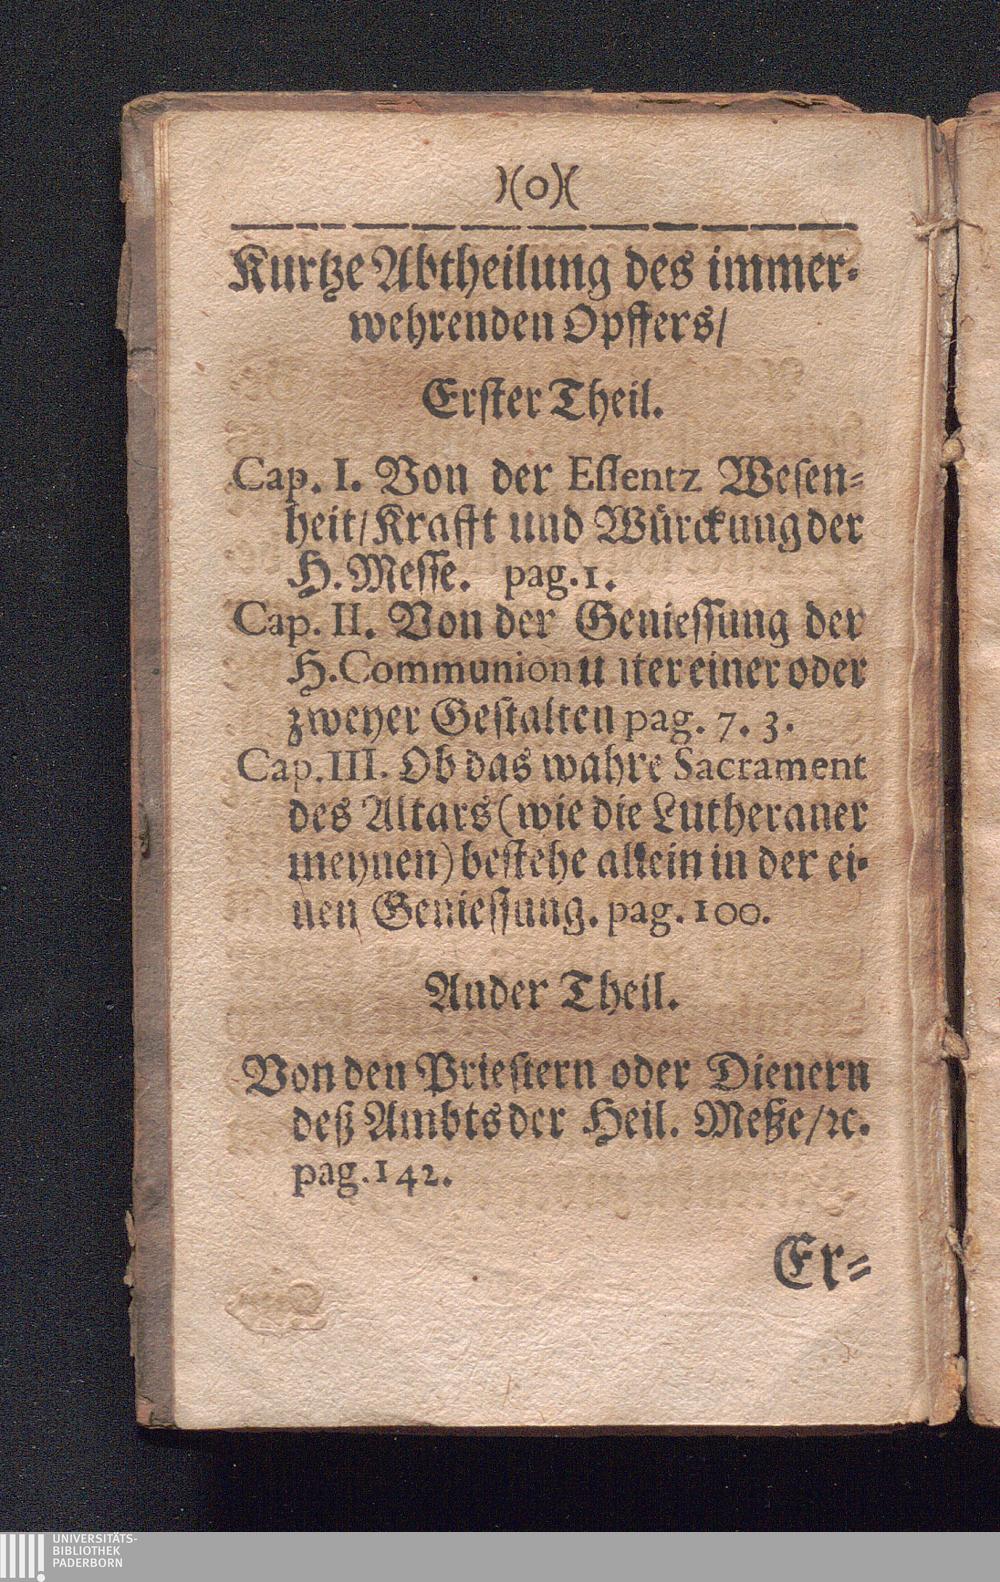 )(o)(
Kurtze Abtheilung des immer-
wehrenden Opffers/
Erster Theil.
Cap. I. Von der Essentz Wesen-
heit/Krafft und Würckung der
H. Messe. pag. 1.
Cap. II. Von der Geniessung der
H. Communion unter einer oder
zweyer Gestalten pag. 7. 3.
Cap. III. Ob das wahre Sacrament
des Altars (wie die Lutheraner
meynen) bestehe allein in der ei-
nen Geniessung. pag. 100.
Ander Theil.
Von den Priestern oder Dienern
deß Ambts der Heil. Meße/ꝛc.
pag. 142.
Er-
UNIVERSITÄTS-
BIBLIOTHEK
PADERBORN